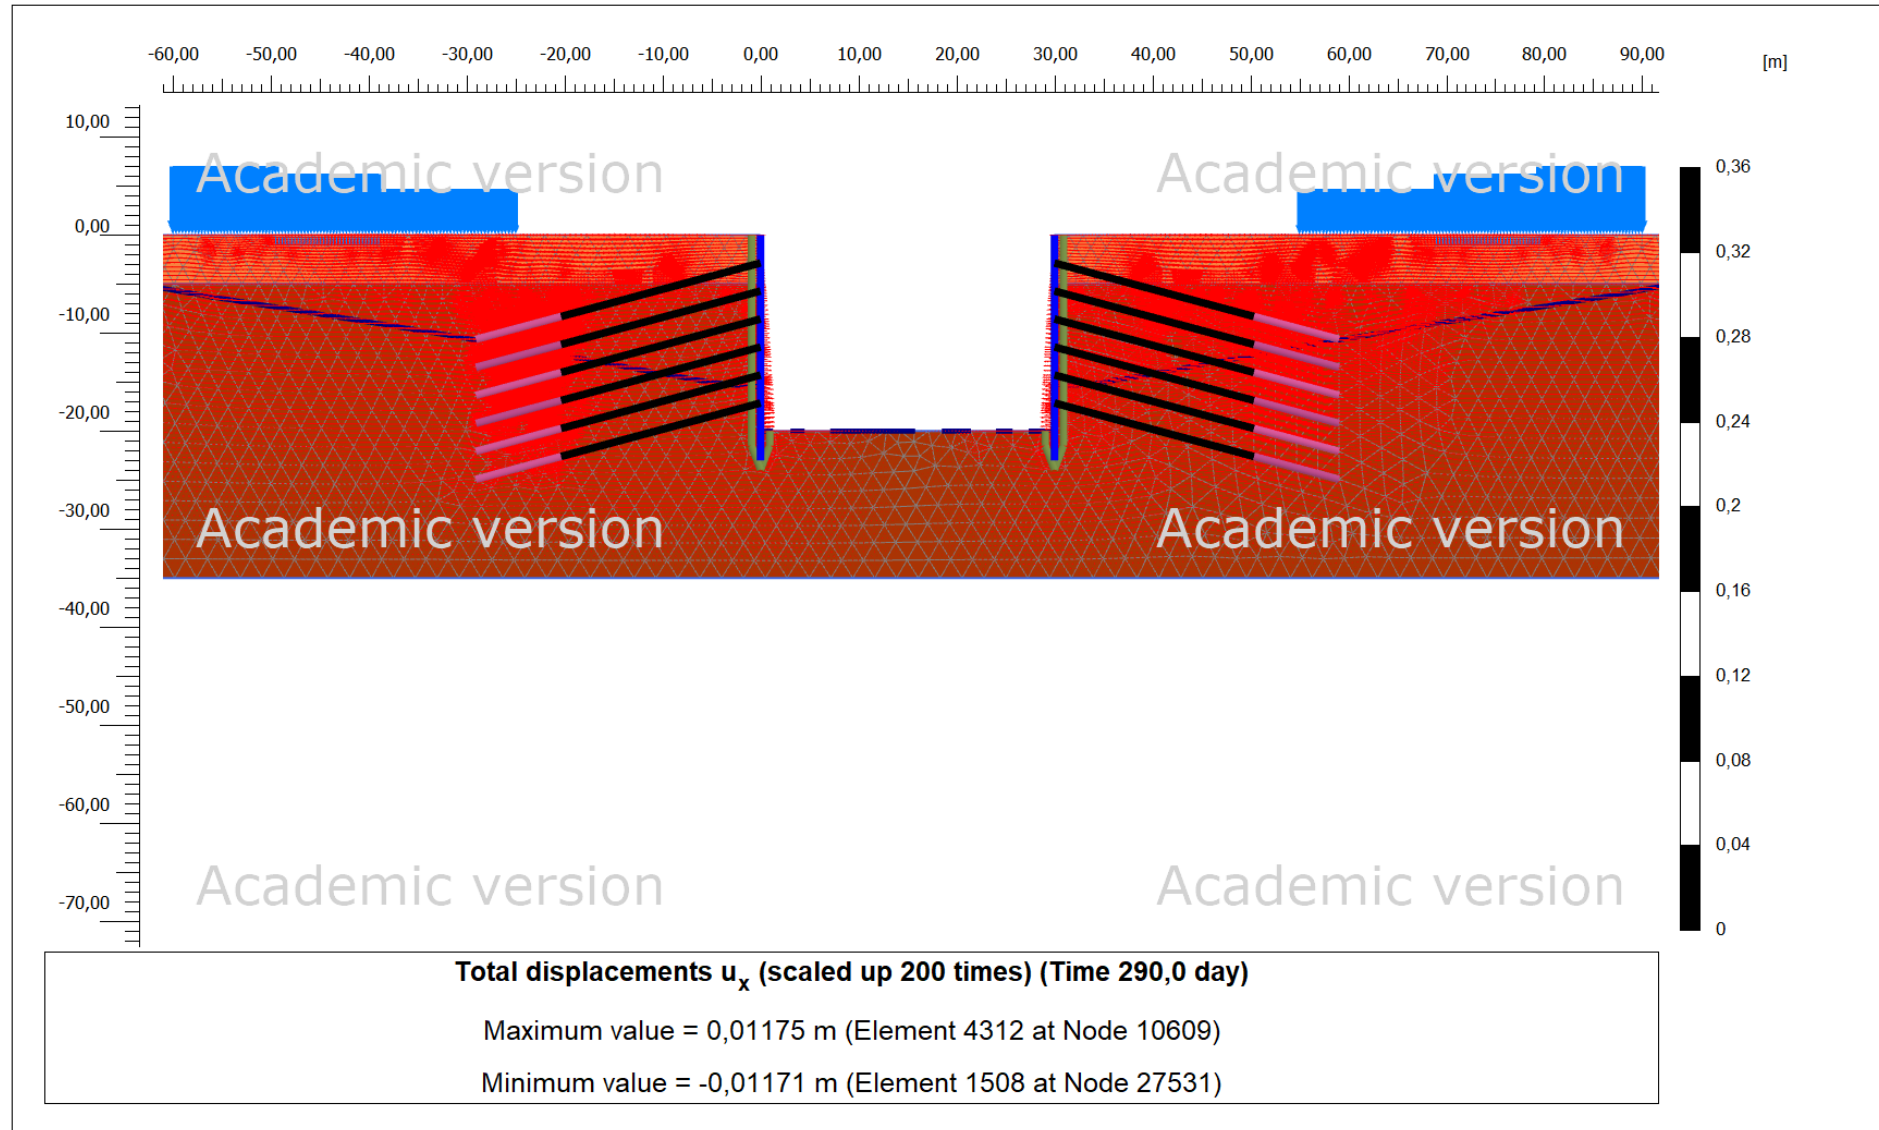 -60,00 -50,00 -40,00 -30,00 -20,00 -10,00 0,00 10,00 20,00 30,00 40,00 50,00 60,00 70,00 80,00 90,00
[m]
10,00
0,00
-10,00
-20,00
-30,00
-40,00
-50,00
-60,00
-70,00
Academic version Academic version
Academic version Academic version
Academic version Academic version
0,36
0,32
0,28
0,24
0,2
0,16
0,12
0,08
0,04
0
Total displacements ux (scaled up 200 times) (Time 290,0 day)
Maximum value = 0,01175 m (Element 4312 at Node 10609)
Minimum value = -0,01171 m (Element 1508 at Node 27531)